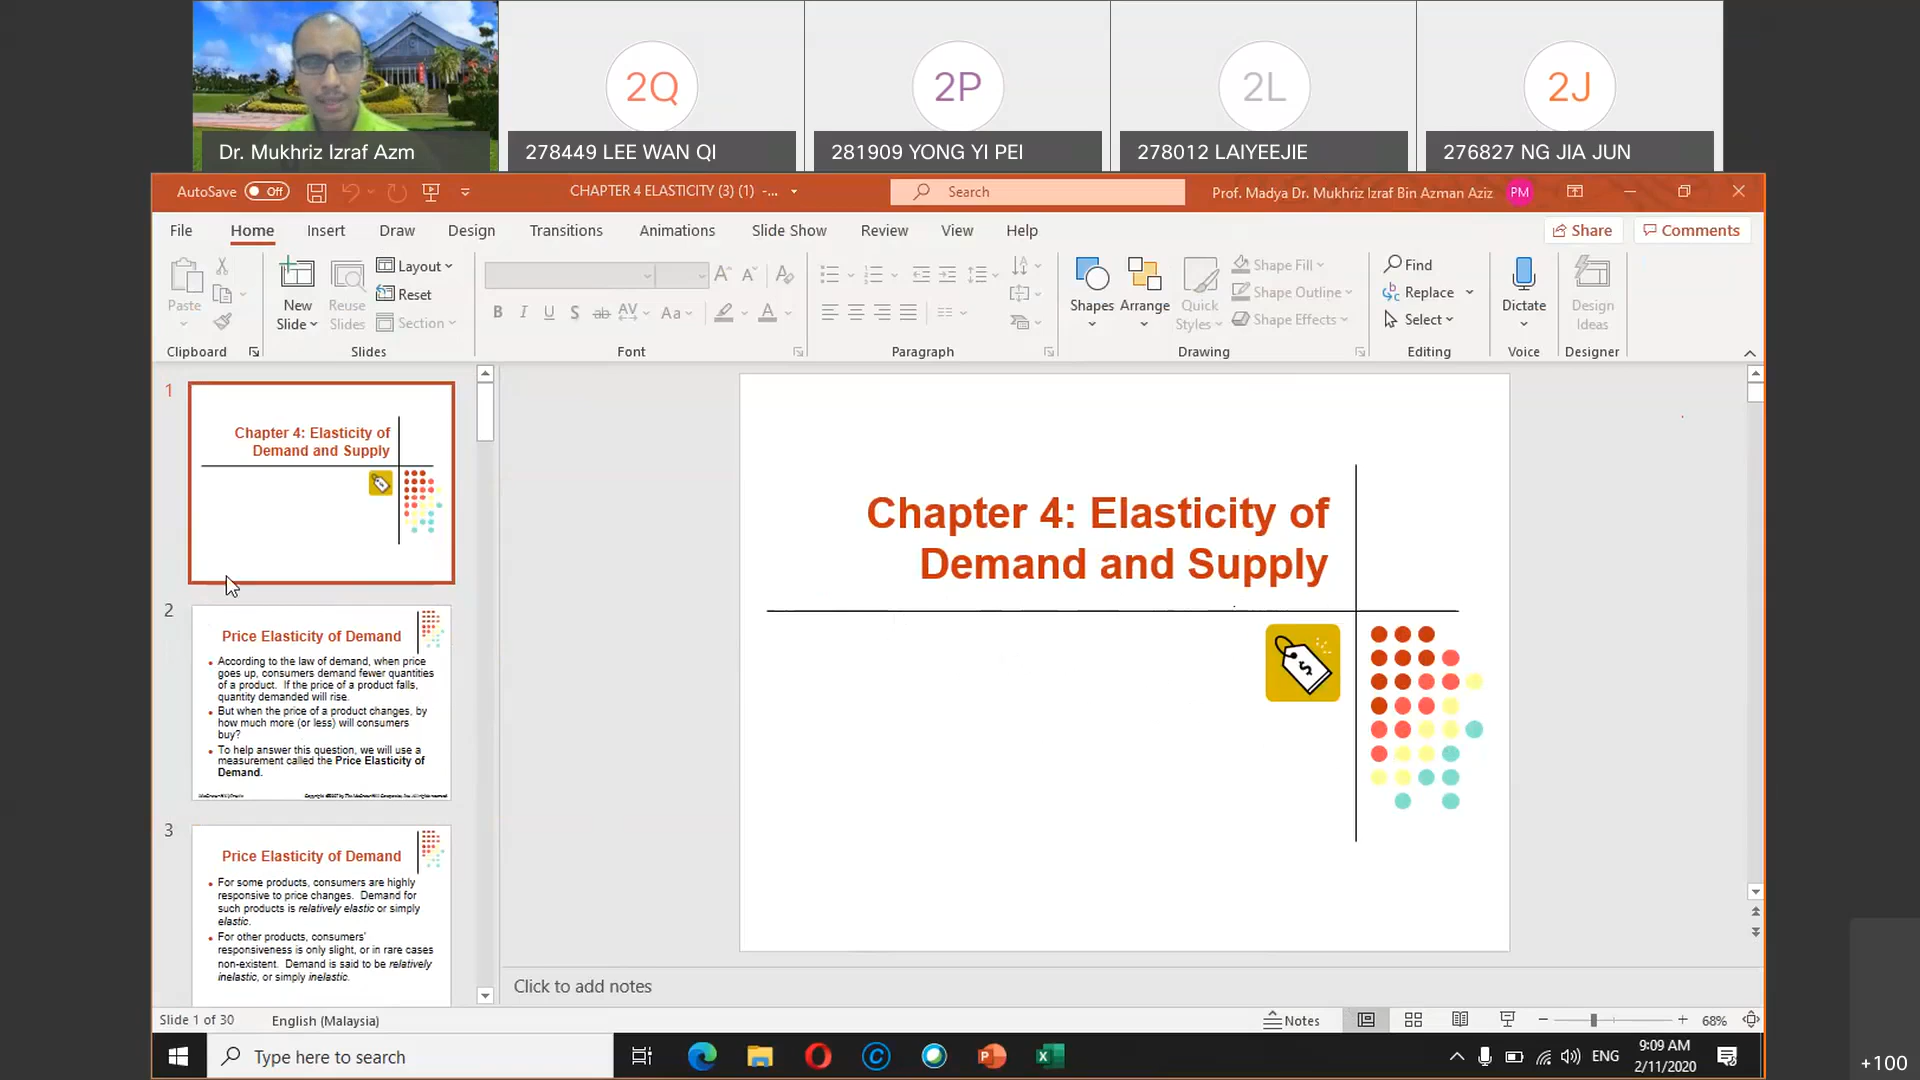 2Q
2P
2L
2J
Dr. Mukhriz Izraf Azm
278449 LEE WAN QI
281909 YONG YI PEI
278012 LAIYEEJIE
276827 NG JIA JUN
AutoSave Off
CHAPTER 4 ELASTICITY (3) (1) -...
Search
Prof. Madya Dr. Mukhriz Izraf Bin Azman Aziz PM
File Home Insert Draw Design Transitions Animations Slide Show Review View Help
Share Comments
Paste
Clipboard
New
Slide
Reuse
Slides
Layout
Reset
Section
Slides
B I U S ab AV Aa A
Font
Paragraph
Shapes
Arrange
Quick
Styles
Shape Fill
Shape Outline
Shape Effects
Drawing
Find
Replace
Select
Editing
Dictate
Voice
Design
Ideas
Designer
1
Chapter 4: Elasticity of
Demand and Supply
2
Price Elasticity of Demand
According to the law of demand, when price
goes up, consumers demand fewer quantities
of a product. If the price of a product falls,
quantity demanded will rise.
But when the price of a product changes, by
how much more (or less) will consumers
buy?
To help answer this question, we will use a
measurement called the Price Elasticity of
Demand.
3
Price Elasticity of Demand
For some products, consumers are highly
responsive to price changes. Demand for
such products is relatively elastic or simply
elastic.
For other products, consumers'
responsiveness is only slight, or in rare cases
non-existent. Demand is said to be relatively
inelastic, or simply inelastic.
Chapter 4: Elasticity of
Demand and Supply
$
Click to add notes
Slide 1 of 30
English (Malaysia)
Notes
68%
Type here to search
ENG
9:09 AM
2/11/2020
+100